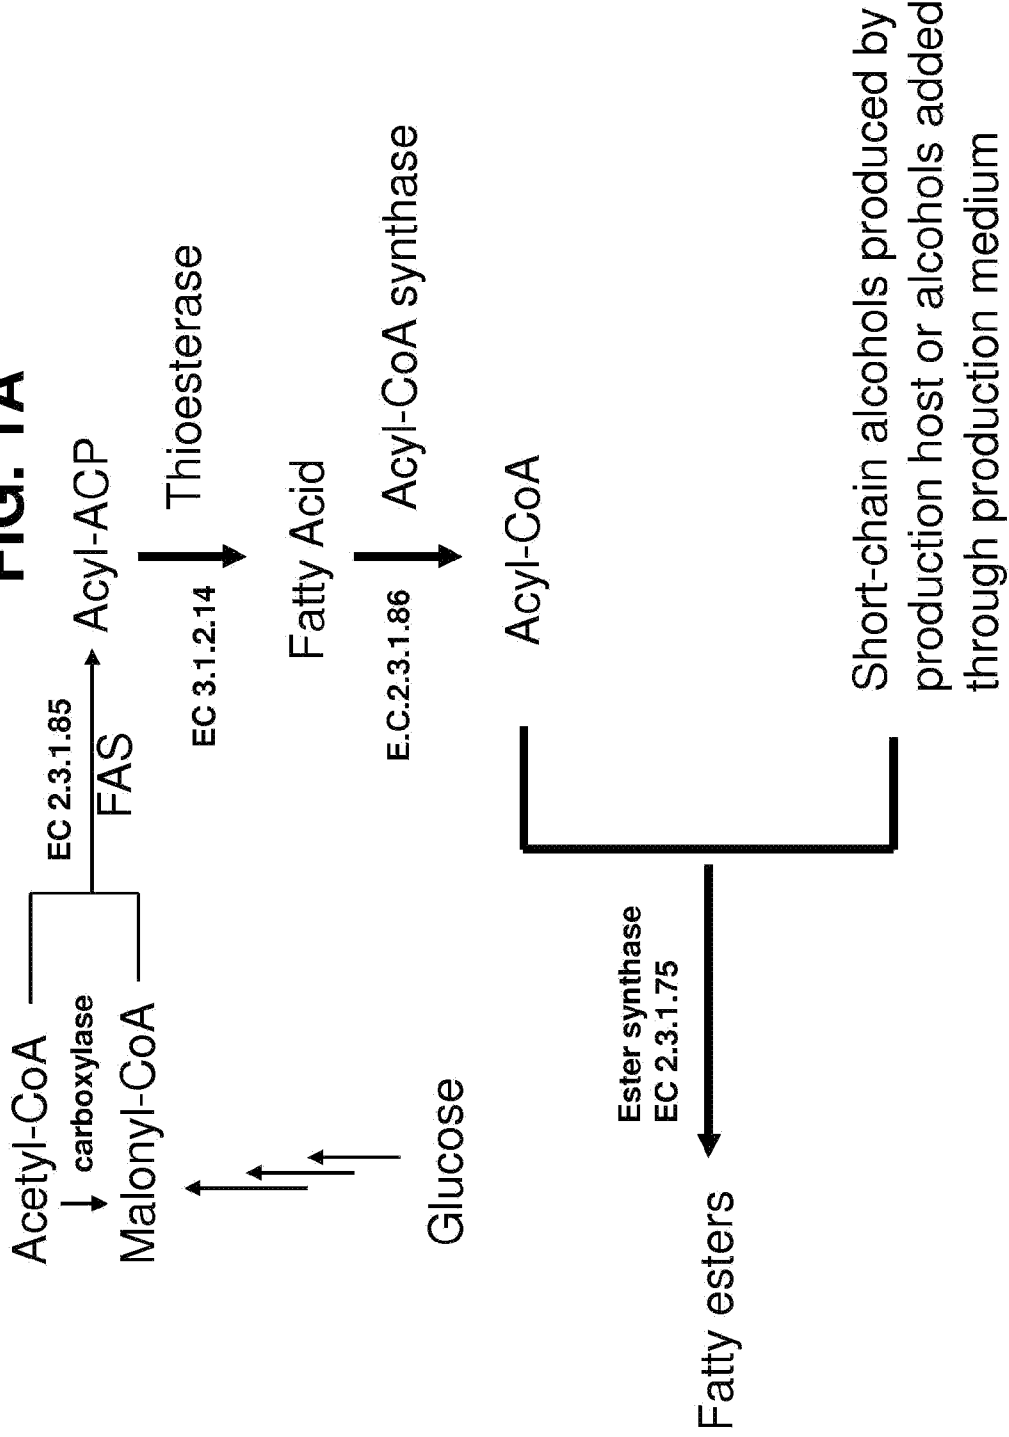 FIG. 1A
Acetyl-CoA
carboxylase
Malonyl-CoA
EC 2.3.1.85
FAS
Acyl-ACP
EC 3.1.2.14
Thioesterase
Glucose
Fatty Acid
E.C.2.3.1.86
Acyl-CoA synthase
Acyl-CoA
Ester synthase
EC 2.3.1.75
Fatty esters
Short-chain alcohols produced by
production host or alcohols added
through production medium